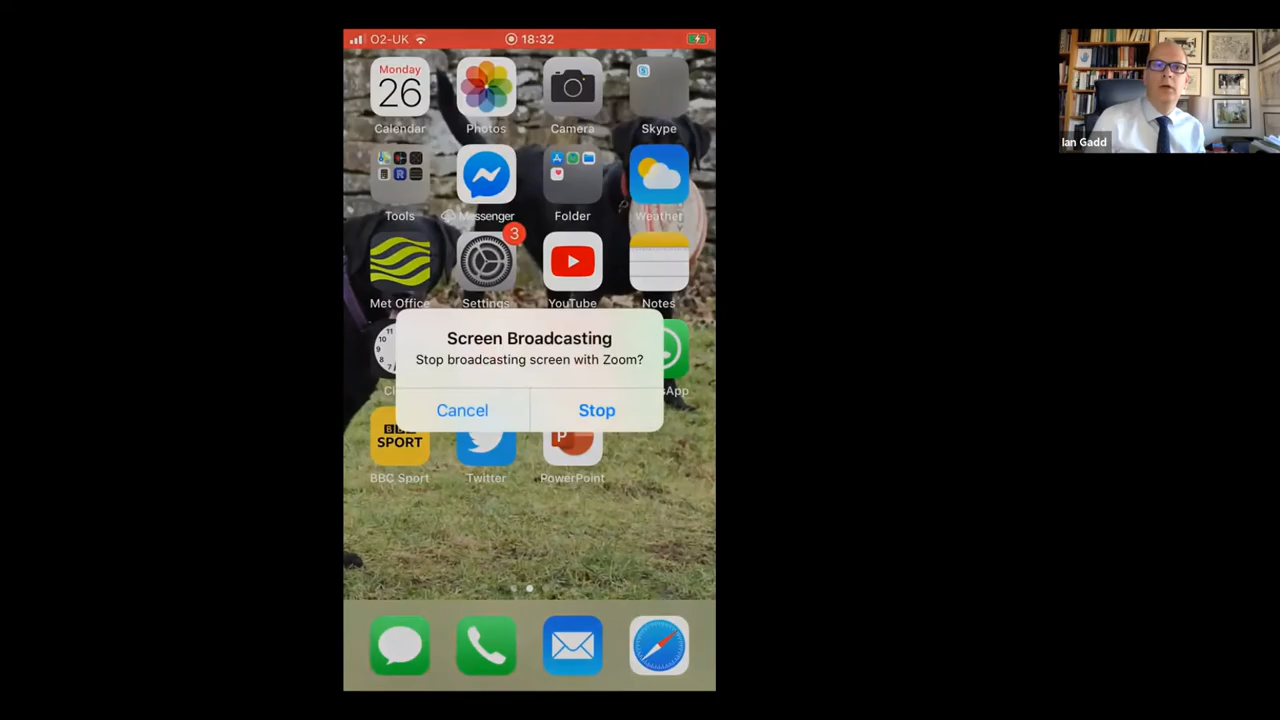 O2-UK
18:32
Monday
26
Calendar
Photos
Camera
Skype
Tools
Messenger
Folder
Weather
3
Met Office
Settings
YouTube
Notes
Screen Broadcasting
Stop broadcasting screen with Zoom?
Cancel
Stop
BBC
SPORT
BBC Sport
Twitter
PowerPoint
Ian Gadd